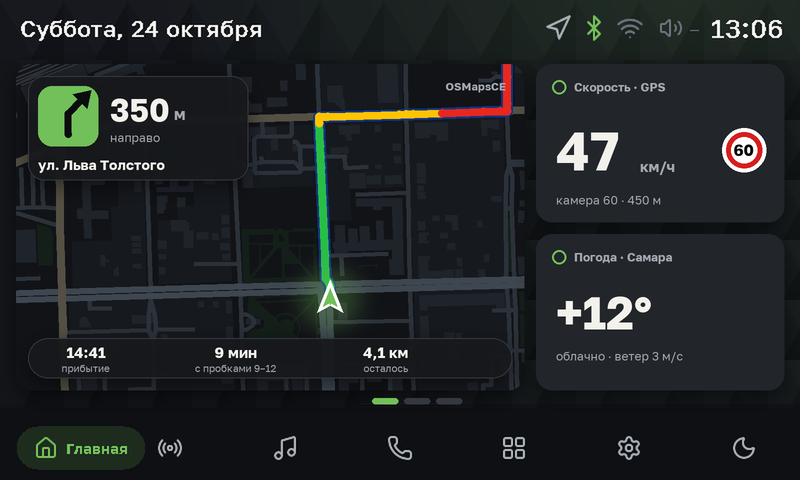 Суббота, 24 октября
13:06
OSMapsCE
350 м
направо
ул. Льва Толстого
14:41
прибытие
9 мин
с пробками 9–12
4,1 км
осталось
Скорость · GPS
47 км/ч
60
камера 60 · 450 м
Погода · Самара
+12°
облачно · ветер 3 м/с
Главная